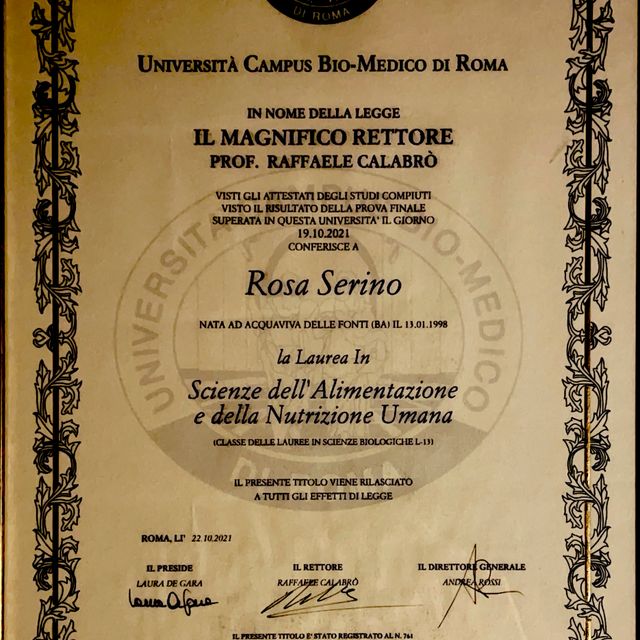 DI ROMA
UNIVERSITÀ CAMPUS BIO-MEDICO DI ROMA
IN NOME DELLA LEGGE
IL MAGNIFICO RETTORE
PROF. RAFFAELE CALABRÒ
VISTI GLI ATTESTATI DEGLI STUDI COMPIUTI
VISTO IL RISULTATO DELLA PROVA FINALE
SUPERATA IN QUESTA UNIVERSITA' IL GIORNO
19.10.2021
CONFERISCE A
Rosa Serino
NATA AD ACQUAVIVA DELLE FONTI (BA) IL 13.01.1998
la Laurea In
Scienze dell'Alimentazione
e della Nutrizione Umana
(CLASSE DELLE LAUREE IN SCIENZE BIOLOGICHE L-13)
IL PRESENTE TITOLO VIENE RILASCIATO
A TUTTI GLI EFFETTI DI LEGGE
ROMA, LI' 22.10.2021
IL PRESIDE IL RETTORE IL DIRETTORE GENERALE
LAURA DE GARA RAFFAELE CALABRÒ ANDREA ROSSI
IL PRESENTE TITOLO E' STATO REGISTRATO AL N. 761